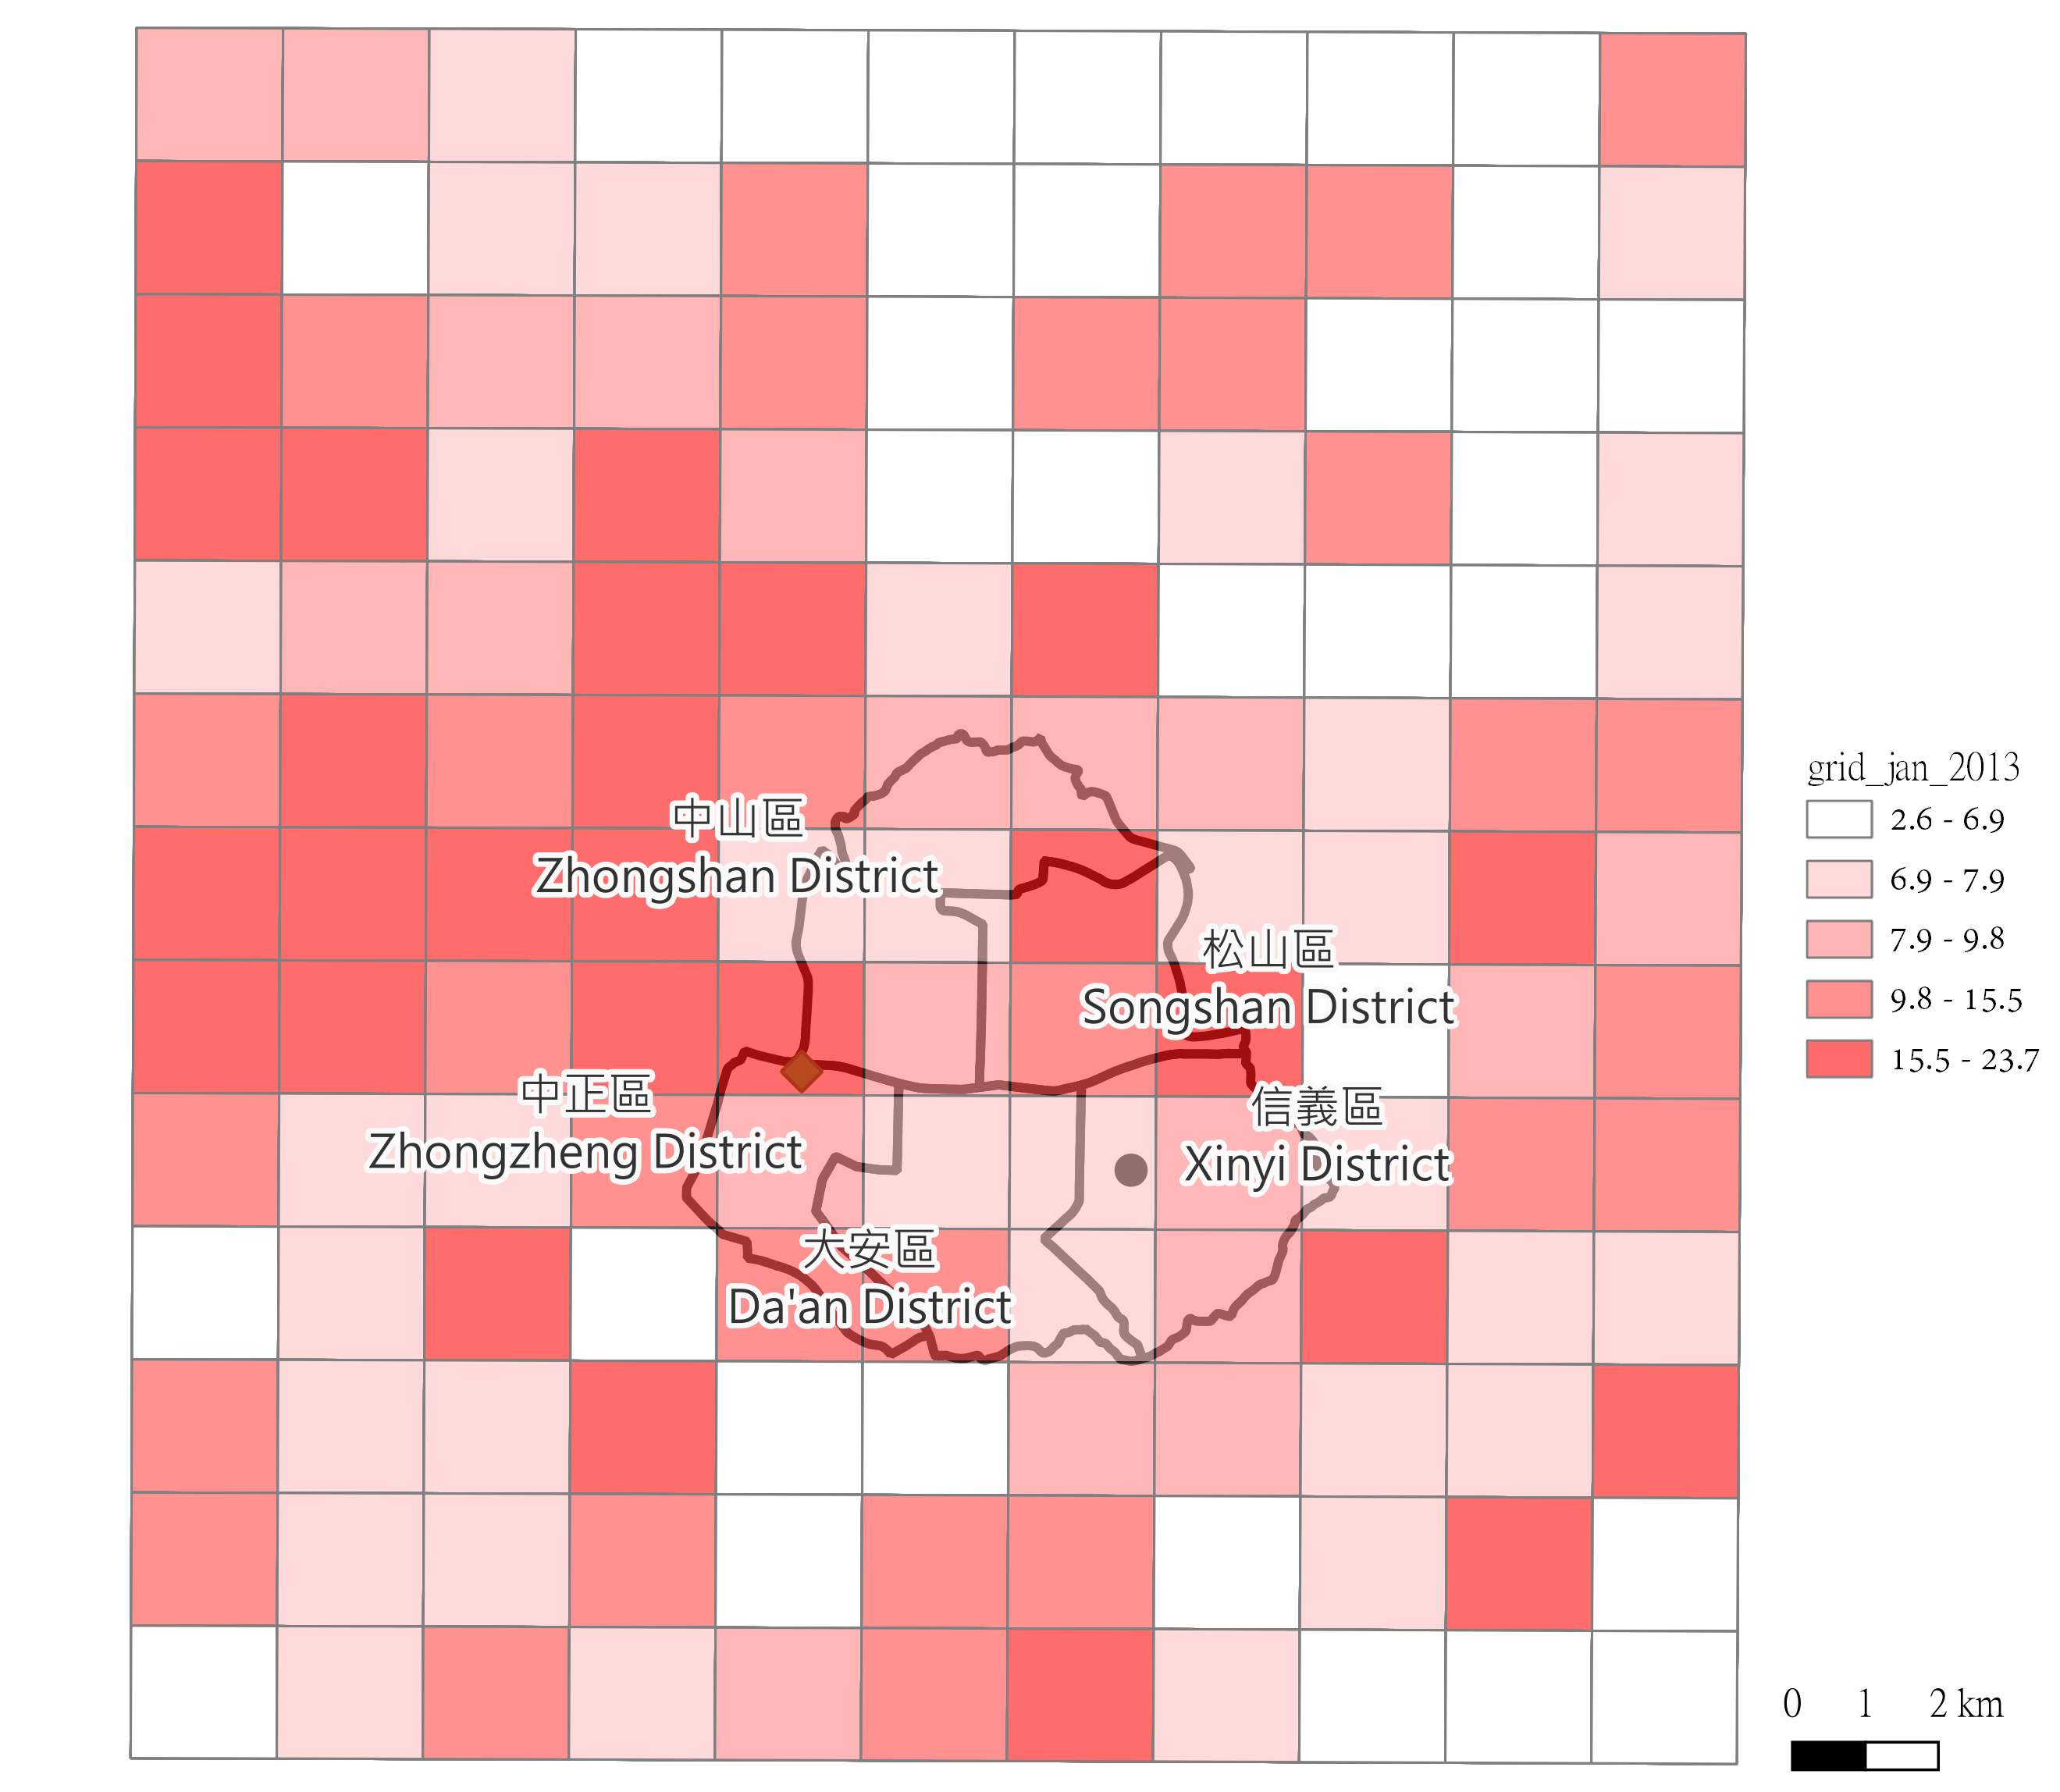 中山區
Zhongshan District
松山區
Songshan District
中正區
Zhongzheng District
信義區
Xinyi District
大安區
Da'an District
grid_jan_2013
2.6 - 6.9
6.9 - 7.9
7.9 - 9.8
9.8 - 15.5
15.5 - 23.7
0 1 2 km